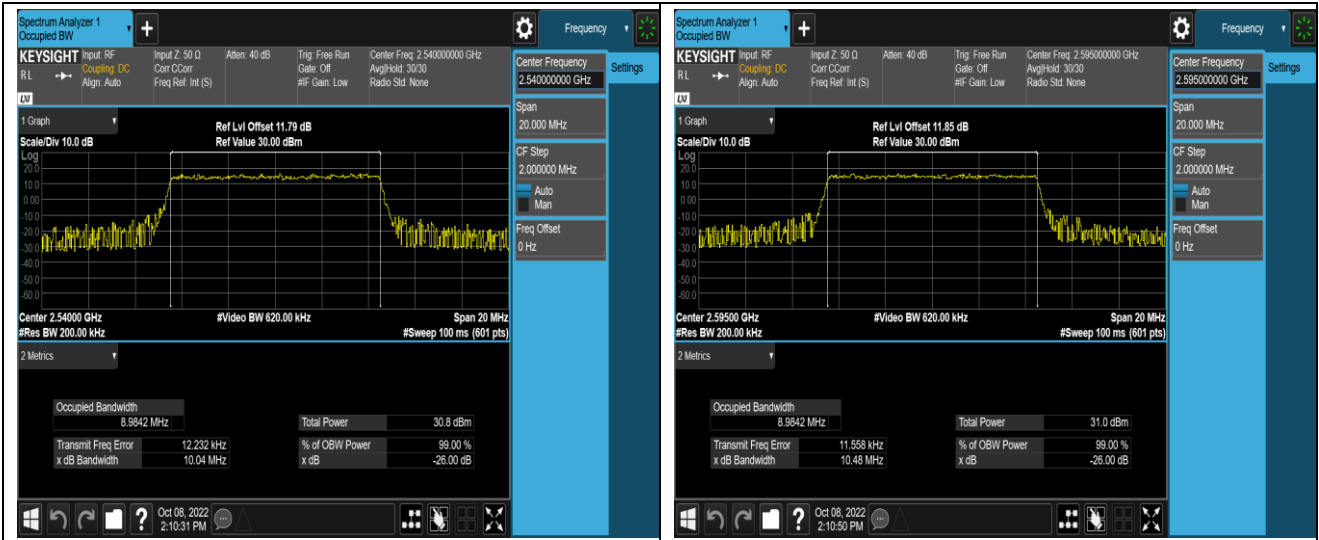 Spectrum Analyzer 1
Occupied BW
+
Frequency
KEYSIGHT
Input: RF
Input Z: 50 Ω
Atten: 40 dB
Trig: Free Run
Center Freq: 2.540000000 GHz
RL
Coupling: DC
Corr CCorr
Gate: Off
Avg|Hold: 30/30
Align: Auto
Freq Ref: Int (S)
#IF Gain: Low
Radio Std: None
LXI
Center Frequency
2.540000000 GHz
Settings
Span
20.000 MHz
CF Step
2.000000 MHz
Auto
Man
Freq Offset
0 Hz
1 Graph
Ref Lvl Offset 11.79 dB
Scale/Div 10.0 dB
Ref Value 30.00 dBm
Log
20.0
10.0
0.00
-10.0
-20.0
-30.0
-40.0
-50.0
-60.0
Center 2.54000 GHz
#Video BW 620.00 kHz
Span 20 MHz
#Res BW 200.00 kHz
#Sweep 100 ms (601 pts)
2 Metrics
Occupied Bandwidth
8.9842 MHz
Total Power
30.8 dBm
Transmit Freq Error
12.232 kHz
% of OBW Power
99.00 %
x dB Bandwidth
10.04 MHz
x dB
-26.00 dB
?
Oct 08, 2022
2:10:31 PM
Spectrum Analyzer 1
Occupied BW
+
Frequency
KEYSIGHT
Input: RF
Input Z: 50 Ω
Atten: 40 dB
Trig: Free Run
Center Freq: 2.595000000 GHz
RL
Coupling: DC
Corr CCorr
Gate: Off
Avg|Hold: 30/30
Align: Auto
Freq Ref: Int (S)
#IF Gain: Low
Radio Std: None
LXI
Center Frequency
2.595000000 GHz
Settings
Span
20.000 MHz
CF Step
2.000000 MHz
Auto
Man
Freq Offset
0 Hz
1 Graph
Ref Lvl Offset 11.85 dB
Scale/Div 10.0 dB
Ref Value 30.00 dBm
Log
20.0
10.0
0.00
-10.0
-20.0
-30.0
-40.0
-50.0
-60.0
Center 2.59500 GHz
#Video BW 620.00 kHz
Span 20 MHz
#Res BW 200.00 kHz
#Sweep 100 ms (601 pts)
2 Metrics
Occupied Bandwidth
8.9842 MHz
Total Power
31.0 dBm
Transmit Freq Error
11.558 kHz
% of OBW Power
99.00 %
x dB Bandwidth
10.48 MHz
x dB
-26.00 dB
?
Oct 08, 2022
2:10:50 PM